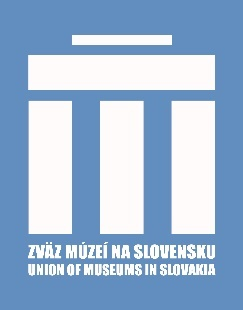 ZVÄZ MÚZEÍ NA SLOVENSKU
UNION OF MUSEUMS IN SLOVAKIA